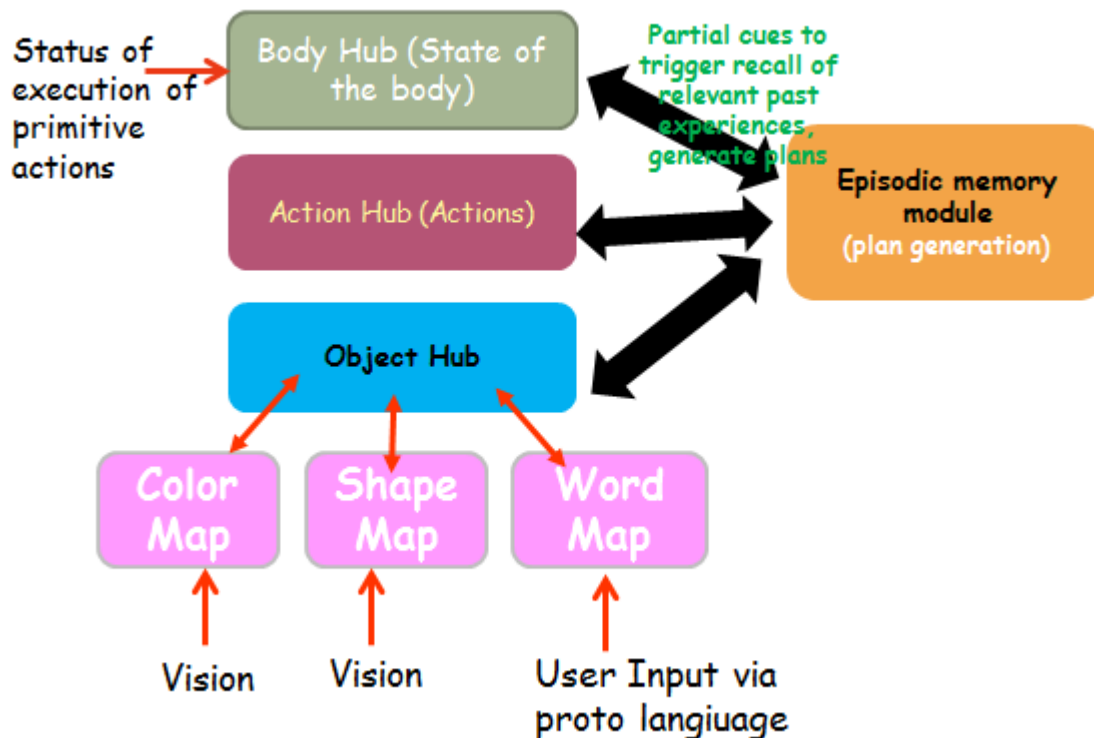 Status of
execution of
primitive
actions
Body Hub (State of
the body)
Partial cues to
trigger recall of
relevant past
experiences,
generate plans
Action Hub (Actions)
Episodic memory
module
(plan generation)
Object Hub
Color
Map
Shape
Map
Word
Map
Vision
Vision
User Input via
proto langiuage